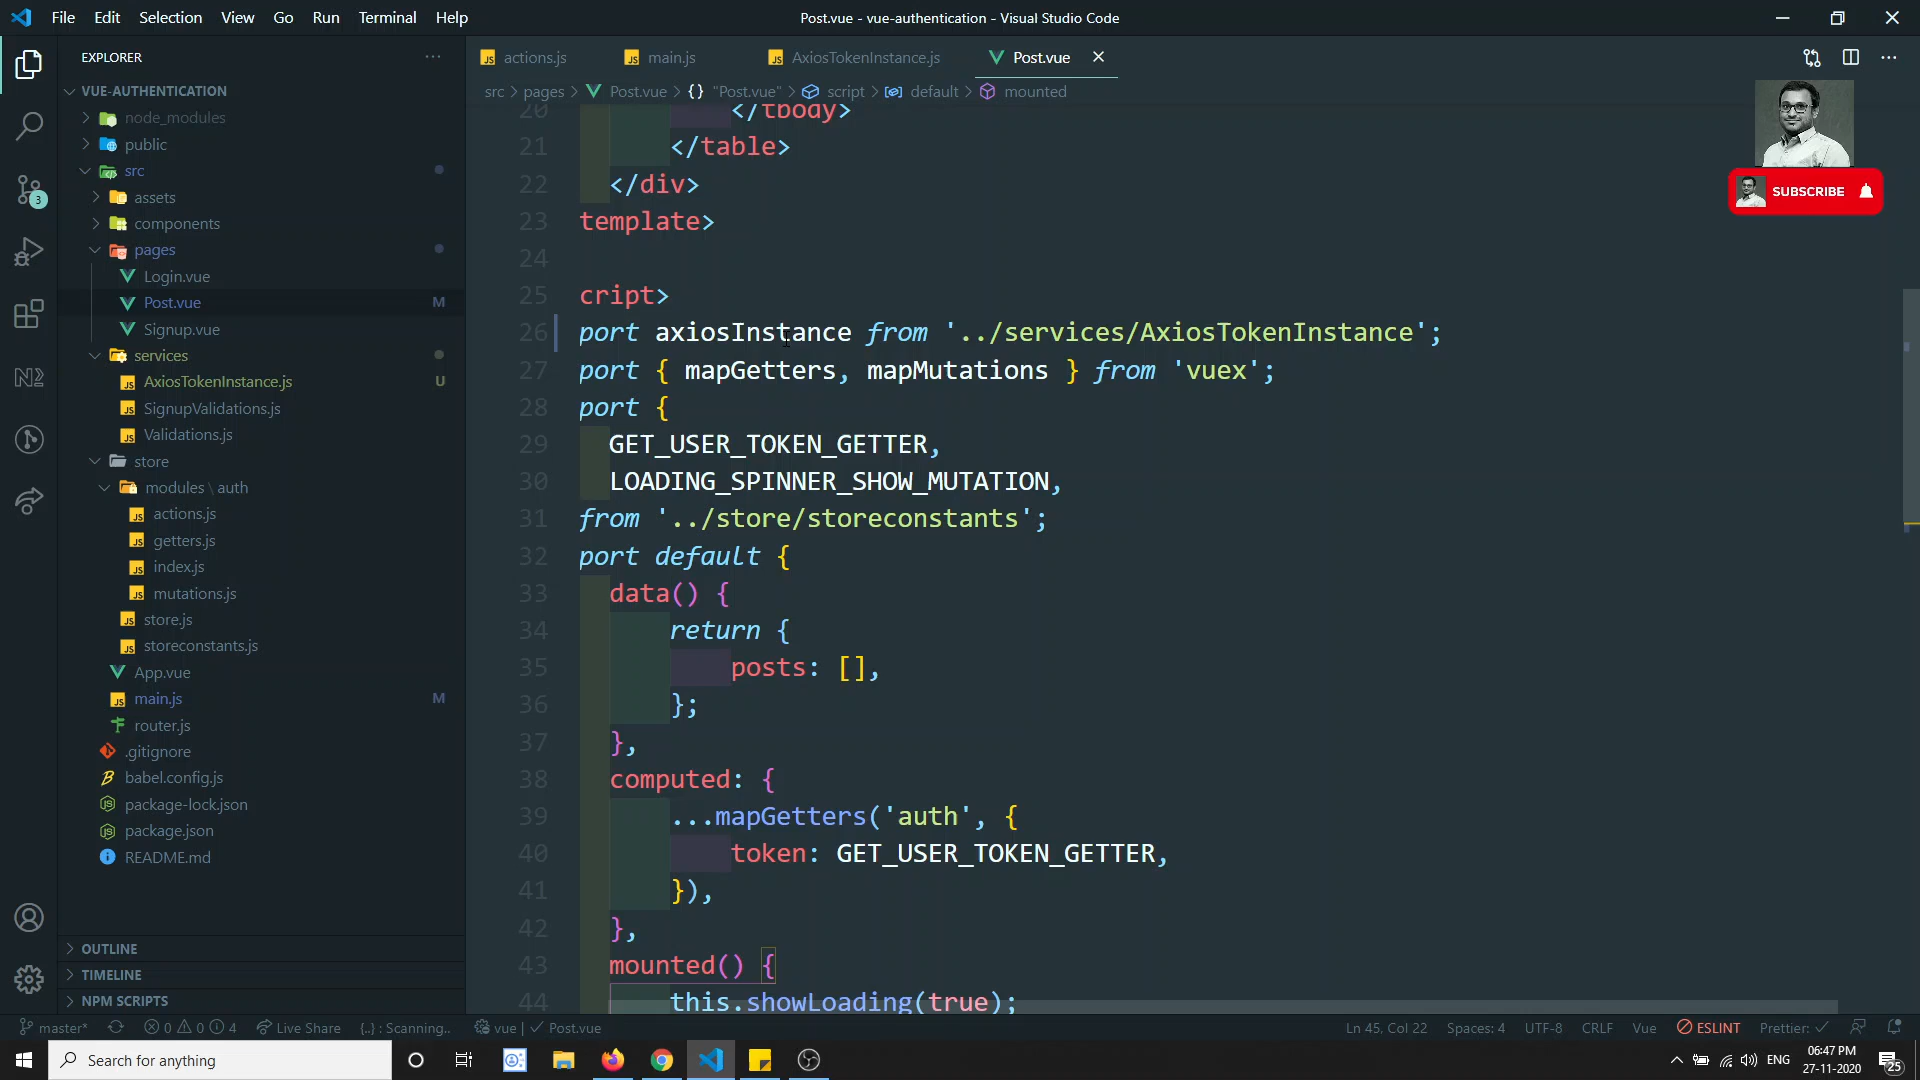 File Edit Selection View Go Run Terminal Help
Post.vue - vue-authentication - Visual Studio Code
EXPLORER
VUE-AUTHENTICATION
node_modules
public
src
assets
components
pages
Login.vue
Post.vue M
Signup.vue
services
AxiosTokenInstance.js U
SignupValidations.js
Validations.js
store
modules \ auth
actions.js
getters.js
index.js
mutations.js
store.js
storeconstants.js
App.vue
main.js M
router.js
.gitignore
babel.config.js
package-lock.json
package.json
README.md
OUTLINE
TIMELINE
NPM SCRIPTS
3
actions.js main.js AxiosTokenInstance.js Post.vue
src > pages > Post.vue > {} "Post.vue" > script > default > mounted
SUBSCRIBE
20 </tbody>
21 </table>
22 </div>
23 template>
24
25 cript>
26 port axiosInstance from '../services/AxiosTokenInstance';
27 port { mapGetters, mapMutations } from 'vuex';
28 port {
29 GET_USER_TOKEN_GETTER,
30 LOADING_SPINNER_SHOW_MUTATION,
31 from '../store/storeconstants';
32 port default {
33 data() {
34 return {
35 posts: [],
36 };
37 },
38 computed: {
39 ...mapGetters('auth', {
40 token: GET_USER_TOKEN_GETTER,
41 }),
42 },
43 mounted() {
44 this.showLoading(true);
master* 0 0 4 Live Share {..} : Scanning.. vue | Post.vue Ln 45, Col 22 Spaces: 4 UTF-8 CRLF Vue ESLINT Prettier:
Search for anything
ENG
06:47 PM
27-11-2020
25